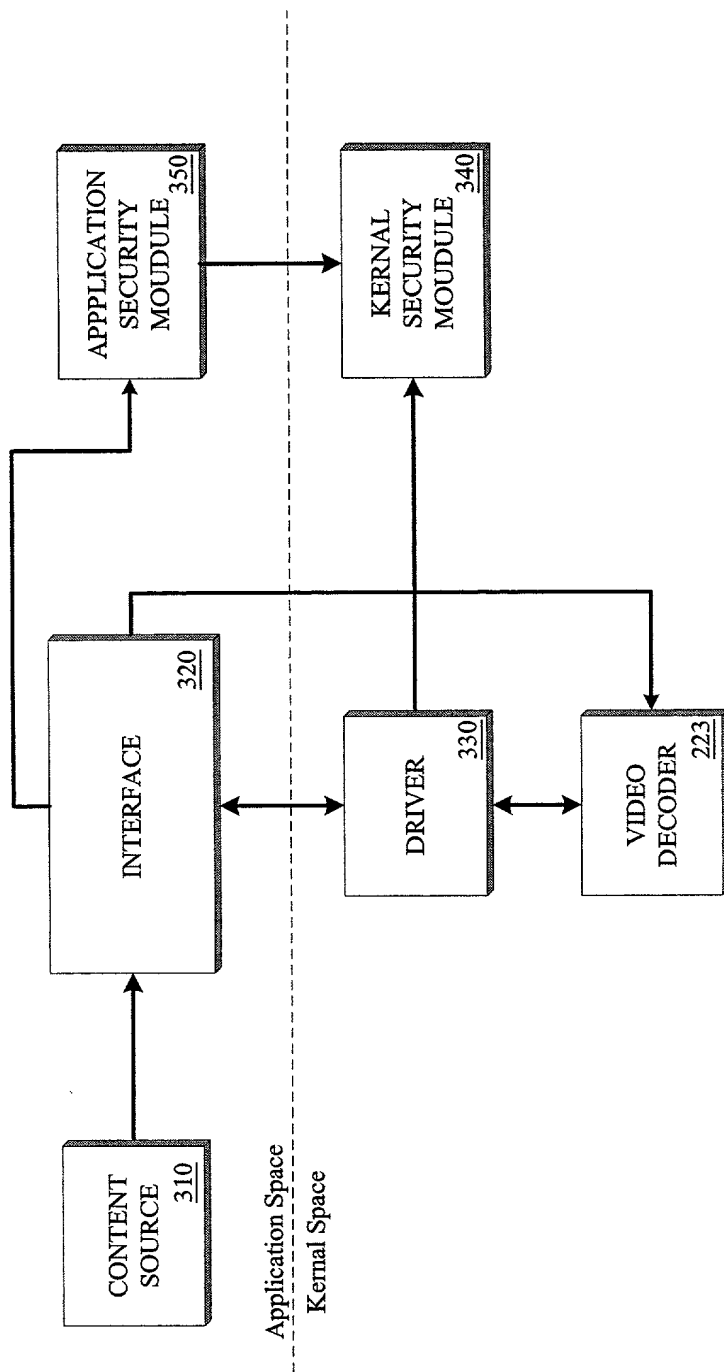 CONTENT
SOURCE
310
INTERFACE
320
APPPLICATION
SECURITY
MOUDULE
350
Application Space
Kernal Space
DRIVER
330
KERNAL
SECURITY
MOUDULE
340
VIDEO
DECODER
223